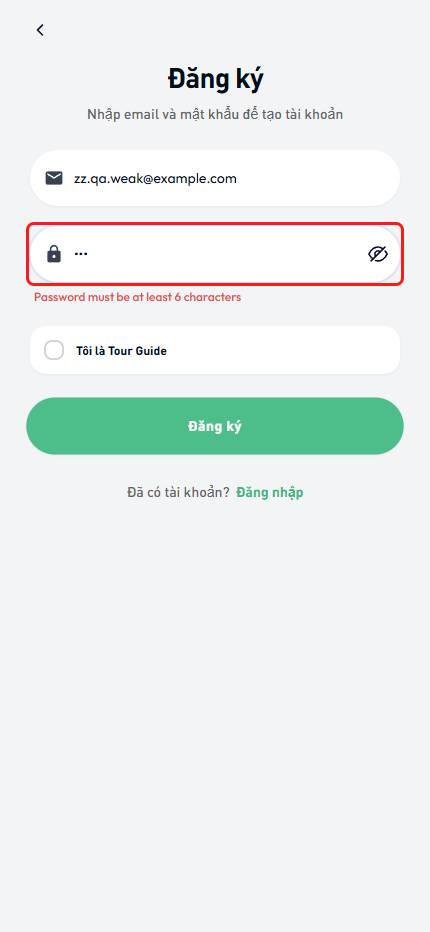 Đăng ký
Nhập email và mật khẩu để tạo tài khoản
zz.qa.weak@example.com
•••
Password must be at least 6 characters
Tôi là Tour Guide
Đăng ký
Đã có tài khoản? Đăng nhập